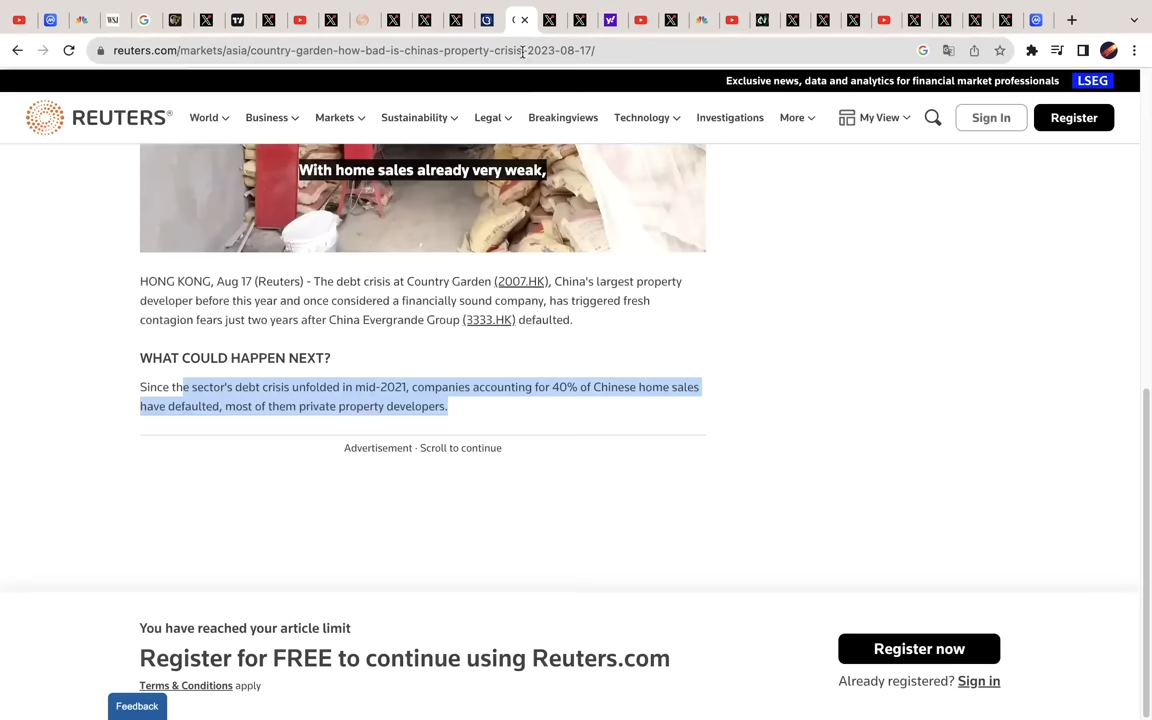 reuters.com/markets/asia/country-garden-how-bad-is-chinas-property-crisis-2023-08-17/
Exclusive news, data and analytics for financial market professionals LSEG
REUTERS® World Business Markets Sustainability Legal Breakingviews Technology Investigations More My View Sign In Register
With home sales already very weak,
HONG KONG, Aug 17 (Reuters) - The debt crisis at Country Garden (2007.HK), China's largest property
developer before this year and once considered a financially sound company, has triggered fresh
contagion fears just two years after China Evergrande Group (3333.HK) defaulted.
WHAT COULD HAPPEN NEXT?
Since the sector's debt crisis unfolded in mid-2021, companies accounting for 40% of Chinese home sales
have defaulted, most of them private property developers.
Advertisement · Scroll to continue
You have reached your article limit
Register for FREE to continue using Reuters.com
Terms & Conditions apply
Register now
Already registered? Sign in
Feedback